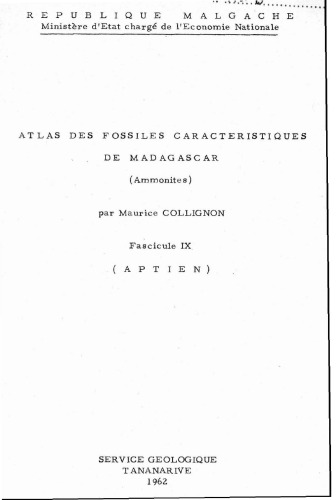 REPUBLIQUE MALGACHE
Ministère d'Etat chargé de l'Economie Nationale
ATLAS DES FOSSILES CARACTERISTIQUES
DE MADAGASCAR
(Ammonites)
par Maurice COLLIGNON
Fascicule IX
(APTIEN)
SERVICE GEOLOGIQUE
TANANARIVE
1962